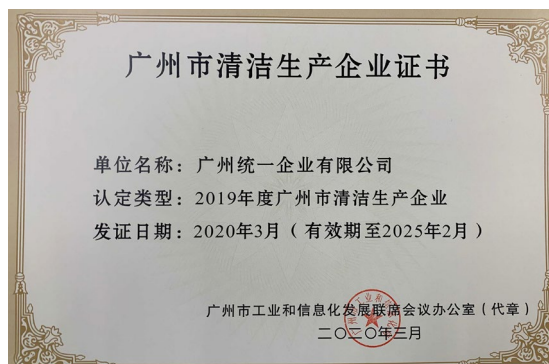 广州市清洁生产企业证书
单位名称：广州统一企业有限公司
认定类型：2019年度广州市清洁生产企业
发证日期：2020年3月（有效期至2025年2月）
广州市工业和信息化发展联席会议办公室（代章）
二〇二〇年三月